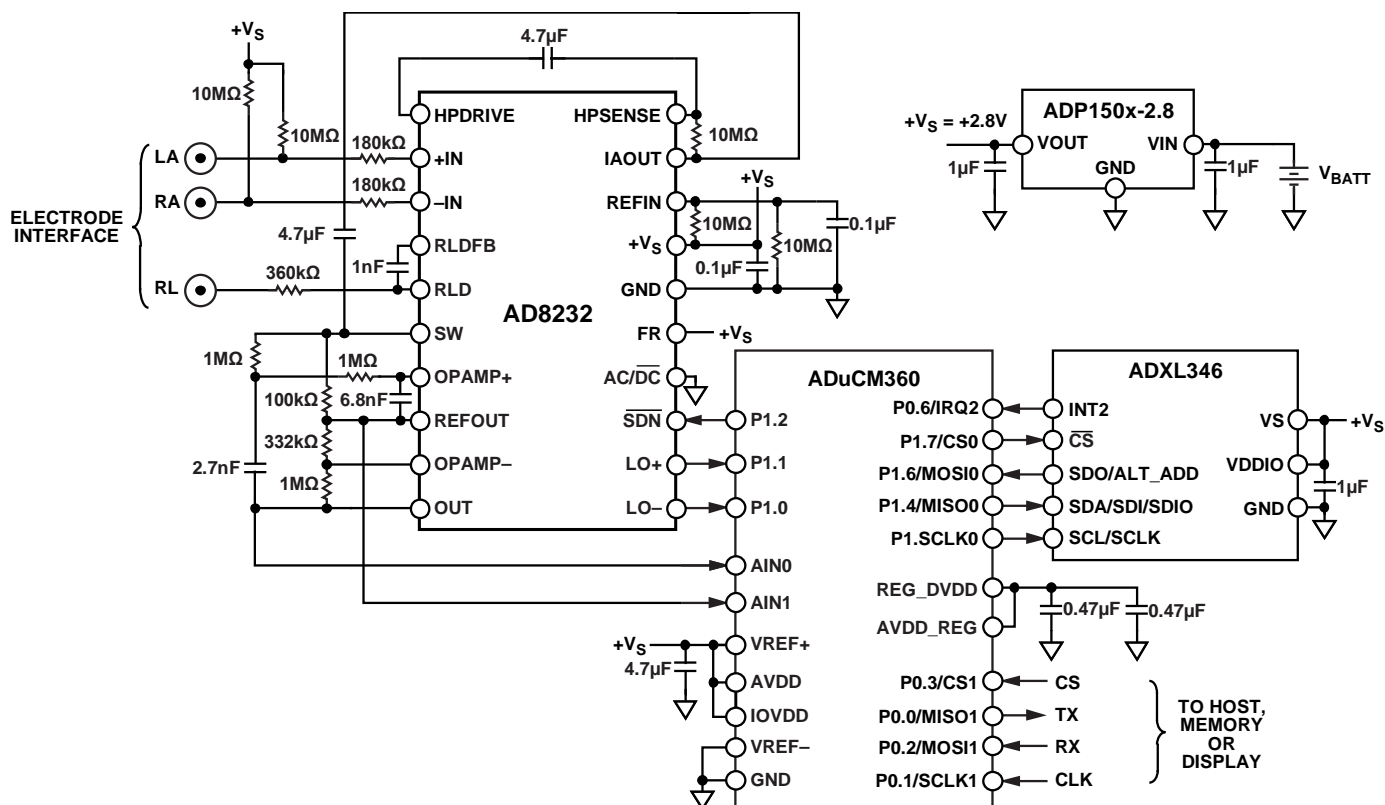 +VS
10MΩ
10MΩ
LA
180kΩ
RA
180kΩ
ELECTRODE
INTERFACE
4.7µF
RL
360kΩ
1nF
1MΩ
1MΩ
100kΩ
6.8nF
332kΩ
2.7nF
1MΩ
4.7µF
HPDRIVE
+IN
–IN
RLDFB
RLD
SW
OPAMP+
REFOUT
OPAMP–
OUT
AD8232
HPSENSE
IAOUT
REFIN
+VS
GND
FR
AC/DC
SDN
LO+
LO–
10MΩ
+VS
10MΩ
10MΩ
0.1µF
0.1µF
+VS
ADP150x-2.8
+VS = +2.8V
VOUT
VIN
GND
1µF
1µF
VBATT
ADuCM360
P1.2
P1.1
P1.0
AIN0
AIN1
+VS
4.7µF
VREF+
AVDD
IOVDD
VREF–
GND
P0.6/IRQ2
P1.7/CS0
P1.6/MOSI0
P1.4/MISO0
P1.SCLK0
REG_DVDD
AVDD_REG
0.47µF
0.47µF
P0.3/CS1
P0.0/MISO1
P0.2/MOSI1
P0.1/SCLK1
CS
TX
RX
CLK
TO HOST,
MEMORY
OR
DISPLAY
ADXL346
INT2
CS
SDO/ALT_ADD
SDA/SDI/SDIO
SCL/SCLK
VS
VDDIO
GND
+VS
1µF